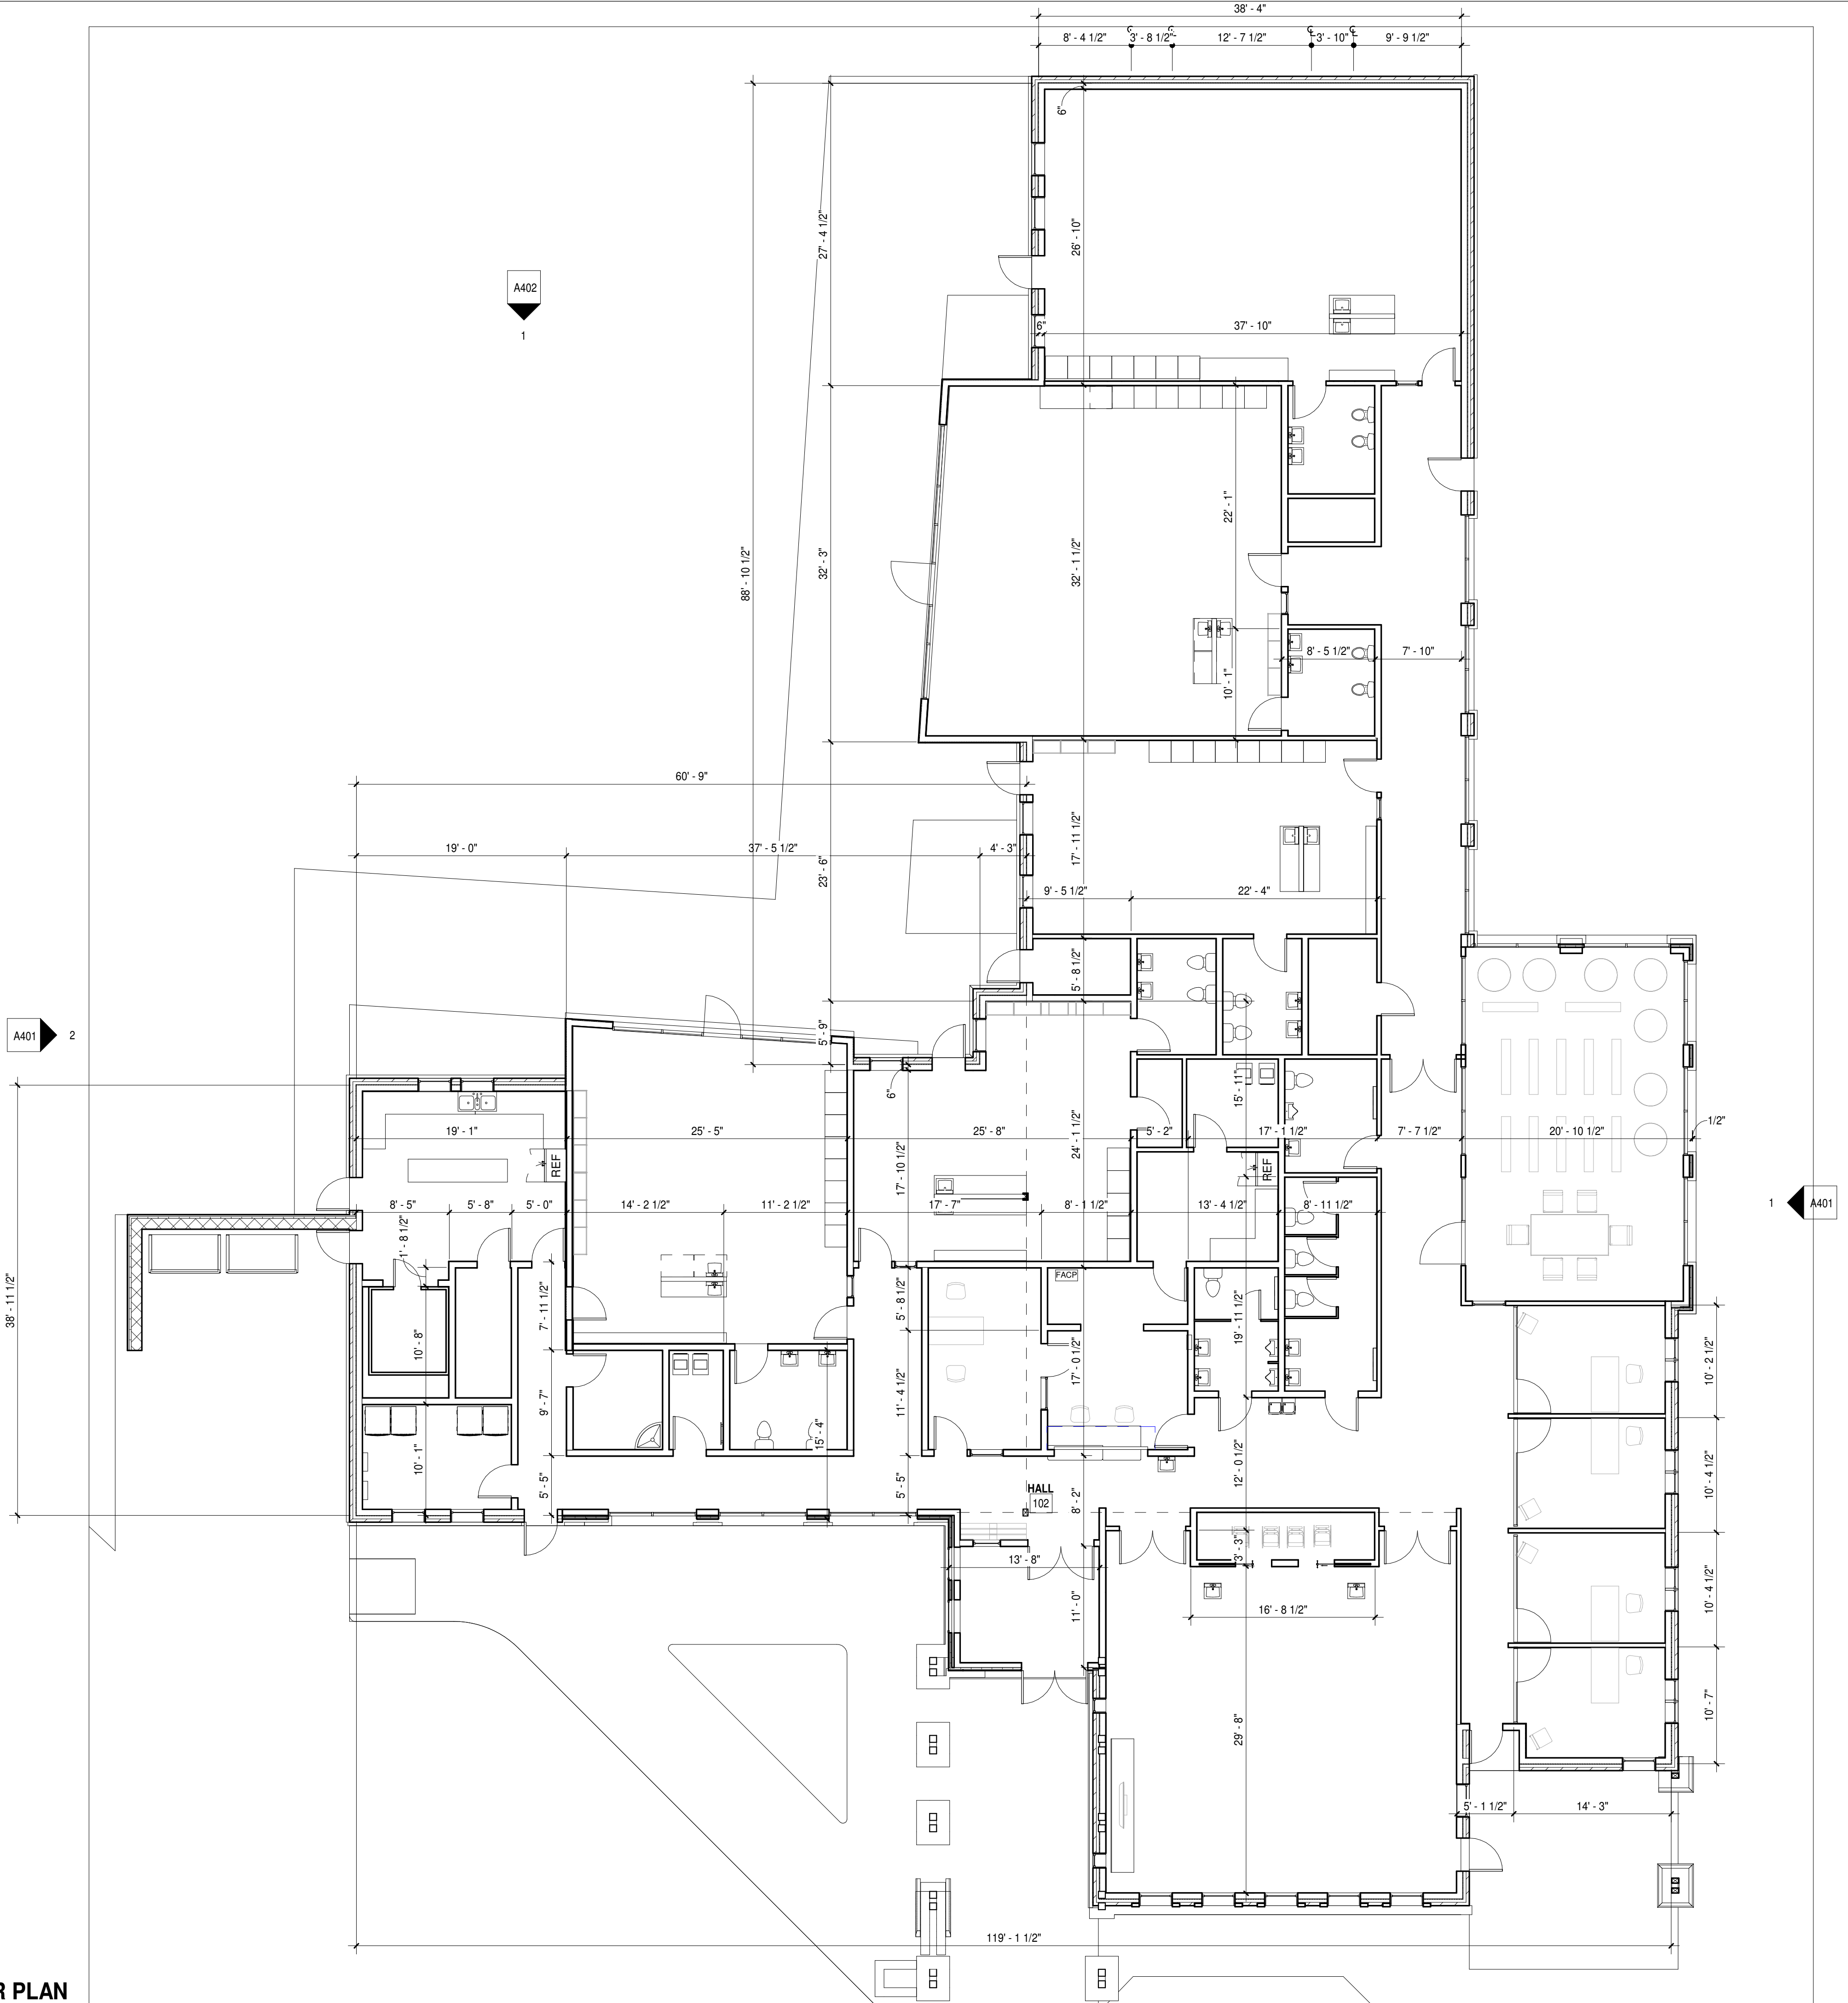 38' - 4"
8' - 4 1/2"
3' - 8 1/2"
12' - 7 1/2"
3' - 10"
9' - 9 1/2"
6"
27' - 4 1/2"
26' - 10"
A402
1
6"
37' - 10"
22' - 1"
88' - 10 1/2"
32' - 3"
32' - 1 1/2"
8' - 5 1/2"
7' - 10"
10' - 1"
60' - 9"
19' - 0"
37' - 5 1/2"
4' - 3"
23' - 6"
17' - 11 1/2"
9' - 5 1/2"
22' - 4"
5' - 8 1/2"
A401
2
5' - 9"
6"
15' - 11"
19' - 1"
25' - 5"
25' - 8"
24' - 1 1/2"
5' - 2"
17' - 1 1/2"
7' - 7 1/2"
20' - 10 1/2"
1/2"
REF
17' - 10 1/2"
REF
8' - 5"
5' - 8"
5' - 0"
14' - 2 1/2"
11' - 2 1/2"
17' - 7"
8' - 1 1/2"
13' - 4 1/2"
8' - 11 1/2"
1
A401
1' - 8 1/2"
FACP
38' - 11 1/2"
7' - 11 1/2"
5' - 8 1/2"
19' - 11 1/2"
10' - 8"
17' - 0 1/2"
10' - 2 1/2"
9' - 7"
11' - 4 1/2"
15' - 4"
10' - 1"
5' - 5"
5' - 5"
12' - 0 1/2"
10' - 4 1/2"
HALL
102
8' - 2"
3' - 3"
13' - 8"
11' - 0"
16' - 8 1/2"
10' - 4 1/2"
10' - 7"
29' - 8"
5' - 1 1/2"
14' - 3"
119' - 1 1/2"
R PLAN